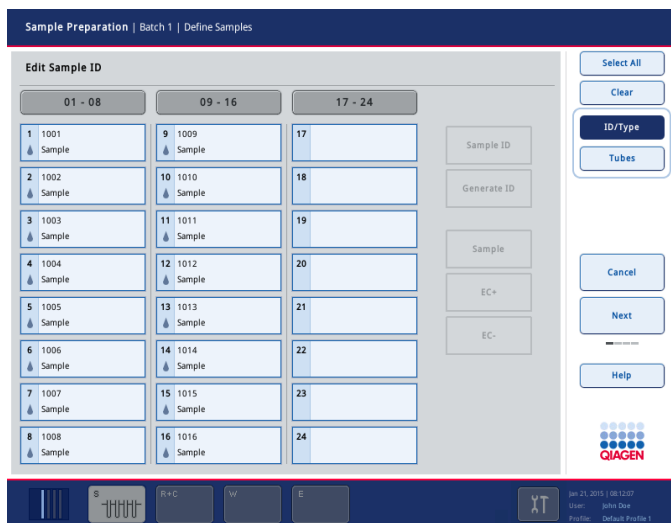 Sample Preparation | Batch 1 | Define Samples
Edit Sample ID
01 - 08
09 - 16
17 - 24
1 1001
Sample
2 1002
Sample
3 1003
Sample
4 1004
Sample
5 1005
Sample
6 1006
Sample
7 1007
Sample
8 1008
Sample
9 1009
Sample
10 1010
Sample
11 1011
Sample
12 1012
Sample
13 1013
Sample
14 1014
Sample
15 1015
Sample
16 1016
Sample
17
18
19
20
21
22
23
24
Sample ID
Generate ID
Sample
EC+
EC-
Select All
Clear
ID/Type
Tubes
Cancel
Next
Help
QIAGEN
S
R+C
W
E
Jan 21, 2015 | 08:12:07
User: John Doe
Profile: Default Profile 1